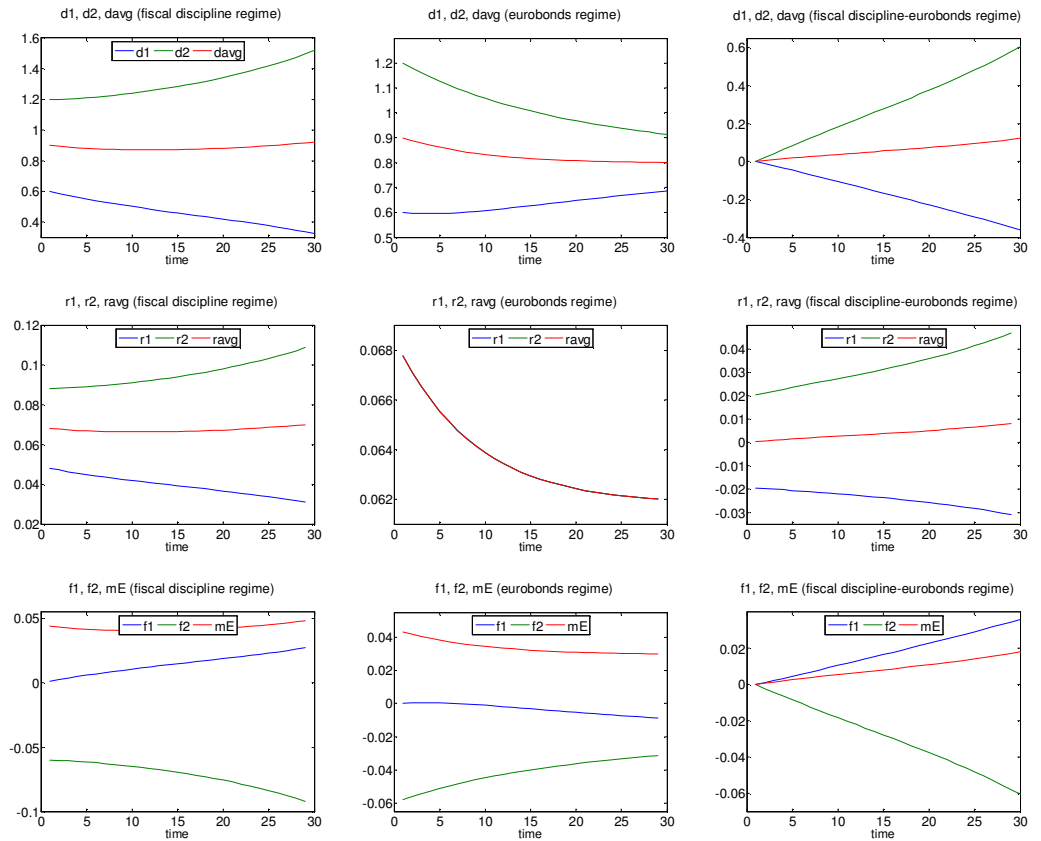 d1, d2, davg (fiscal discipline regime)
d1 d2 davg
1.6
1.4
1.2
1
0.8
0.6
0.4
0 5 10 15 20 25 30
time
d1, d2, davg (eurobonds regime)
1.2
1.1
1
0.9
0.8
0.7
0.6
0.5
0 5 10 15 20 25 30
time
d1, d2, davg (fiscal discipline-eurobonds regime)
0.6
0.4
0.2
0
-0.2
-0.4
0 5 10 15 20 25 30
time
r1, r2, ravg (fiscal discipline regime)
r1 r2 ravg
0.12
0.1
0.08
0.06
0.04
0.02
0 5 10 15 20 25 30
time
r1, r2, ravg (eurobonds regime)
r1 r2 ravg
0.068
0.066
0.064
0.062
0 5 10 15 20 25 30
time
r1, r2, ravg (fiscal discipline-eurobonds regime)
r1 r2 ravg
0.04
0.03
0.02
0.01
0
-0.01
-0.02
-0.03
0 5 10 15 20 25 30
time
f1, f2, mE (fiscal discipline regime)
f1 f2 mE
0.05
0
-0.05
-0.1
0 5 10 15 20 25 30
time
f1, f2, mE (eurobonds regime)
f1 f2 mE
0.04
0.02
0
-0.02
-0.04
-0.06
0 5 10 15 20 25 30
time
f1, f2, mE (fiscal discipline-eurobonds regime)
f1 f2 mE
0.02
0
-0.02
-0.04
-0.06
0 5 10 15 20 25 30
time